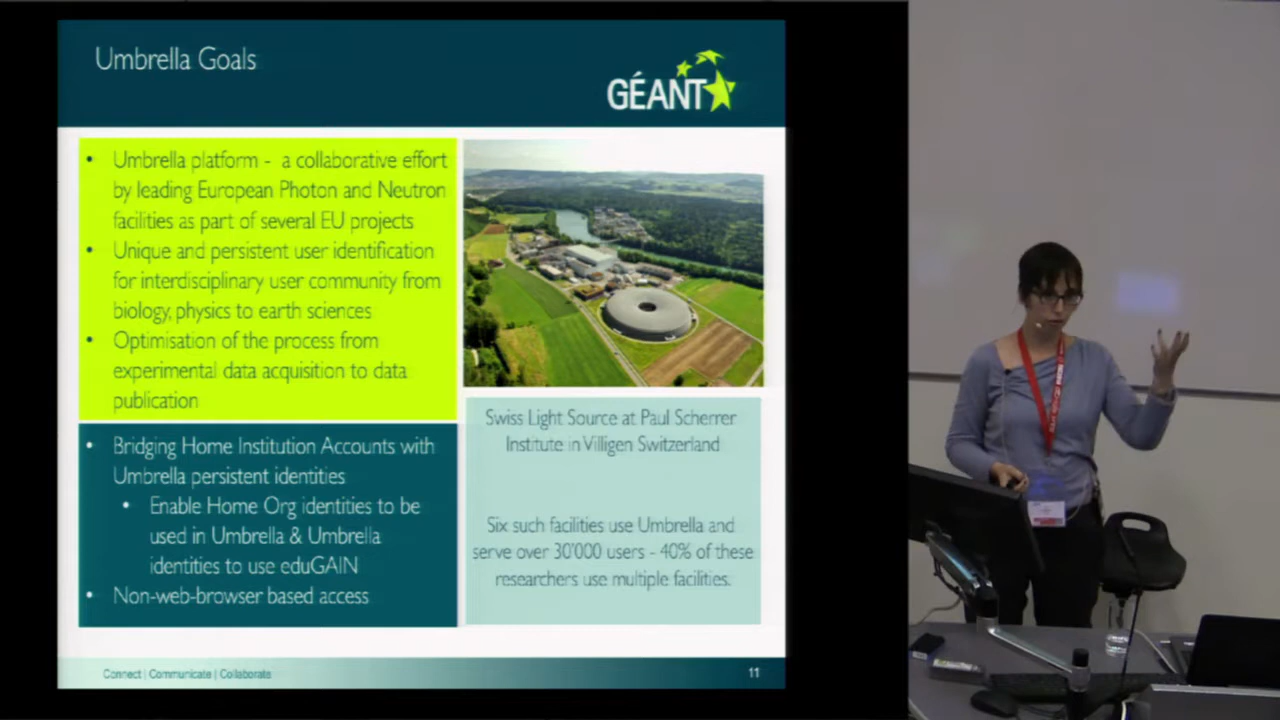 Umbrella Goals
GÉANT
• Umbrella platform - a collaborative effort
by leading European Photon and Neutron
facilities as part of several EU projects
• Unique and persistent user identification
for interdisciplinary user community from
biology, physics to earth sciences
• Optimisation of the process from
experimental data acquisition to data
publication
• Bridging Home Institution Accounts with
Umbrella persistent identities
• Enable Home Org identities to be
used in Umbrella & Umbrella
identities to use eduGAIN
• Non-web-browser based access
Swiss Light Source at Paul Scherrer
Institute in Villigen Switzerland
Six such facilities use Umbrella and
serve over 30'000 users - 40% of these
researchers use multiple facilities.
Connect | Communicate | Collaborate
11